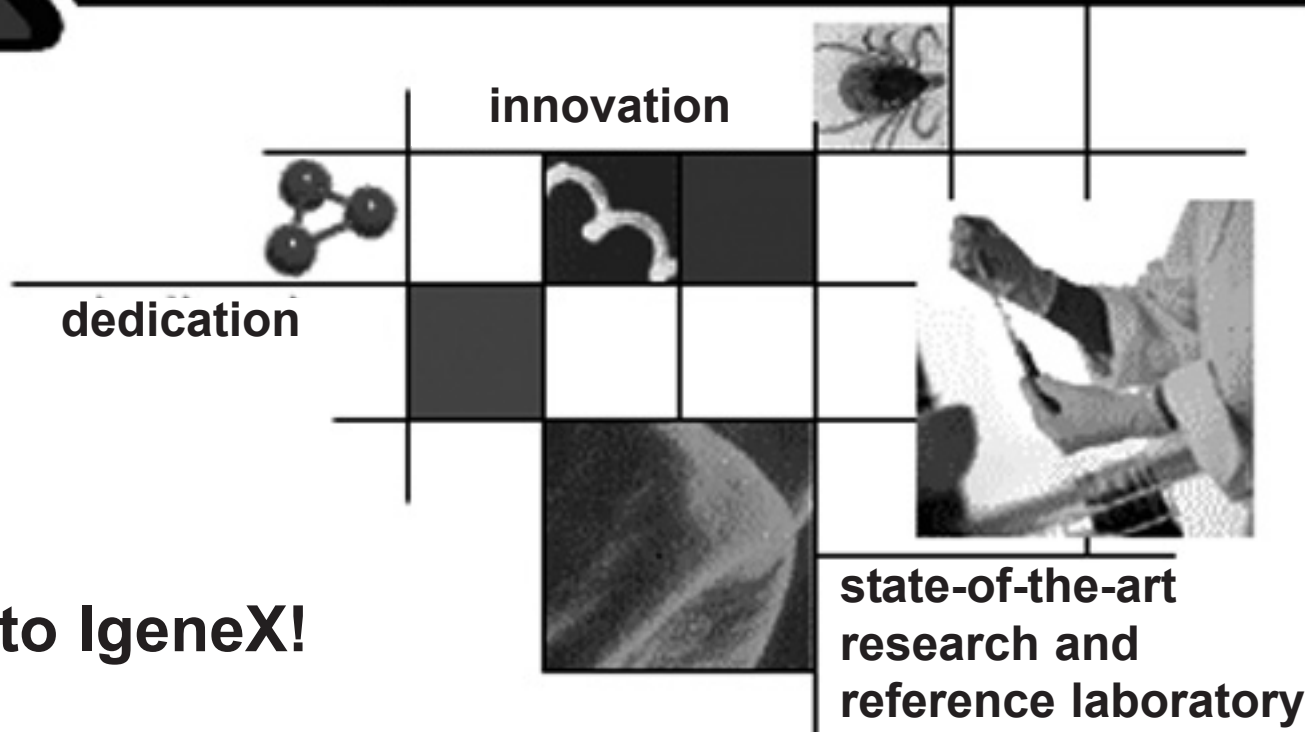 innovation
dedication
to IgeneX!
state-of-the-art
research and
reference laboratory